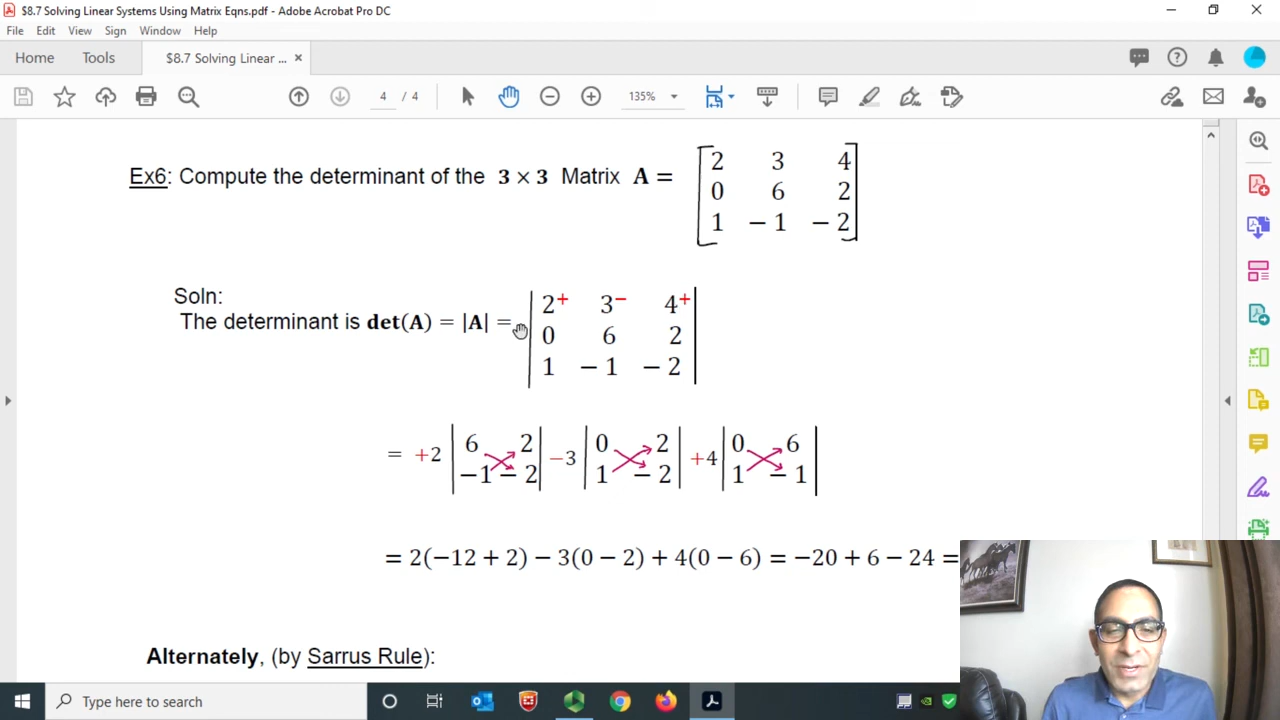 $8.7 Solving Linear Systems Using Matrix Eqns.pdf - Adobe Acrobat Pro DC
File Edit View Sign Window Help
Home Tools $8.7 Solving Linear ... ×
4 / 4 135%
Ex6: Compute the determinant of the 3 × 3 Matrix A =
2 3 4
0 6 2
1 − 1 − 2
Soln:
The determinant is det(A) = |A| =
2+ 3− 4+
0 6 2
1 − 1 − 2
= +2 | 6 2 | −3 | 0 2 | +4 | 0 6 |
| −1 − 2 | | 1 − 2 | | 1 − 1 |
= 2(−12 + 2) − 3(0 − 2) + 4(0 − 6) = −20 + 6 − 24 =
Alternately, (by Sarrus Rule):
Type here to search